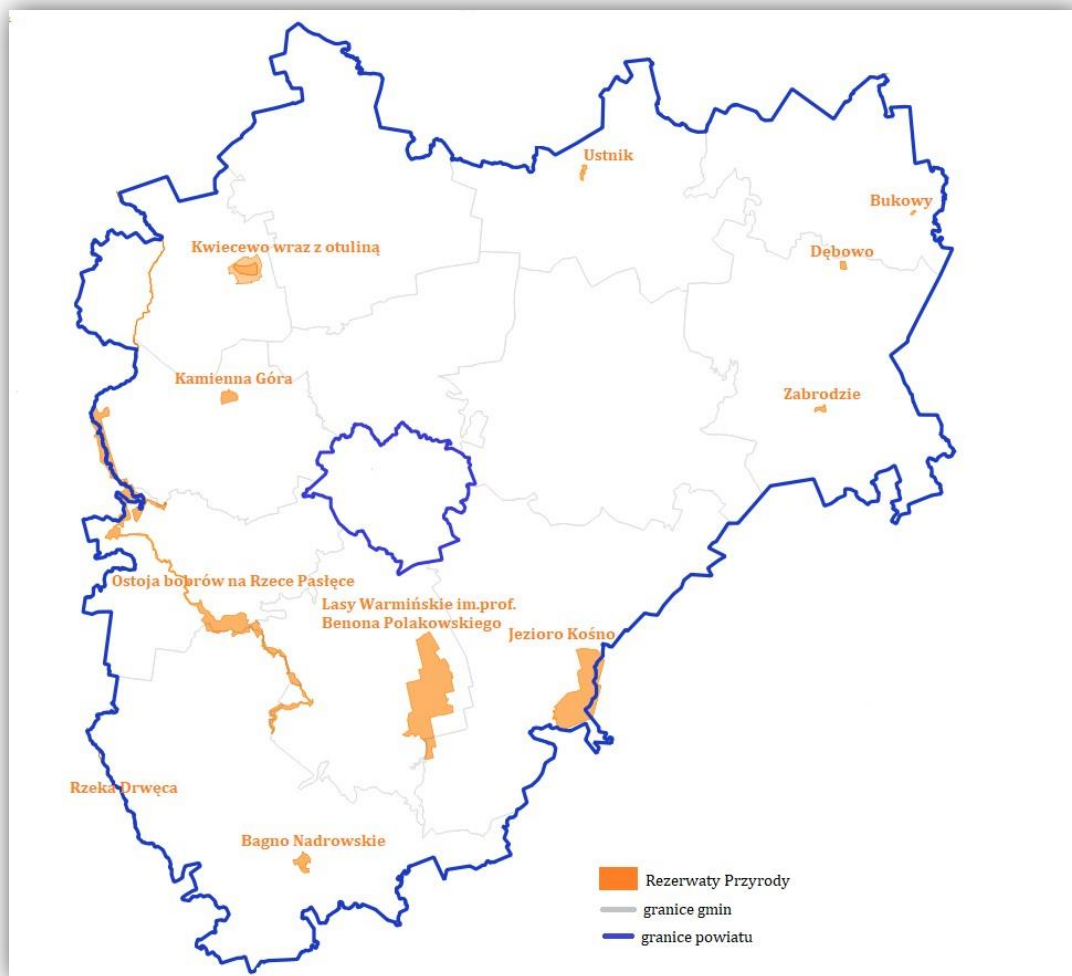 Ustnik
Bukowy
Kwiecewo wraz z otuliną
Dębowo
Kamienna Góra
Zabrodzie
Ostoja bobrów na Rzece Pasłęce
Lasy Warmińskie im.prof.
Benona Polakowskiego
Jezioro Kośno
Rzeka Drwęca
Bagno Nadrowskie
Rezerwaty Przyrody
granice gmin
granice powiatu